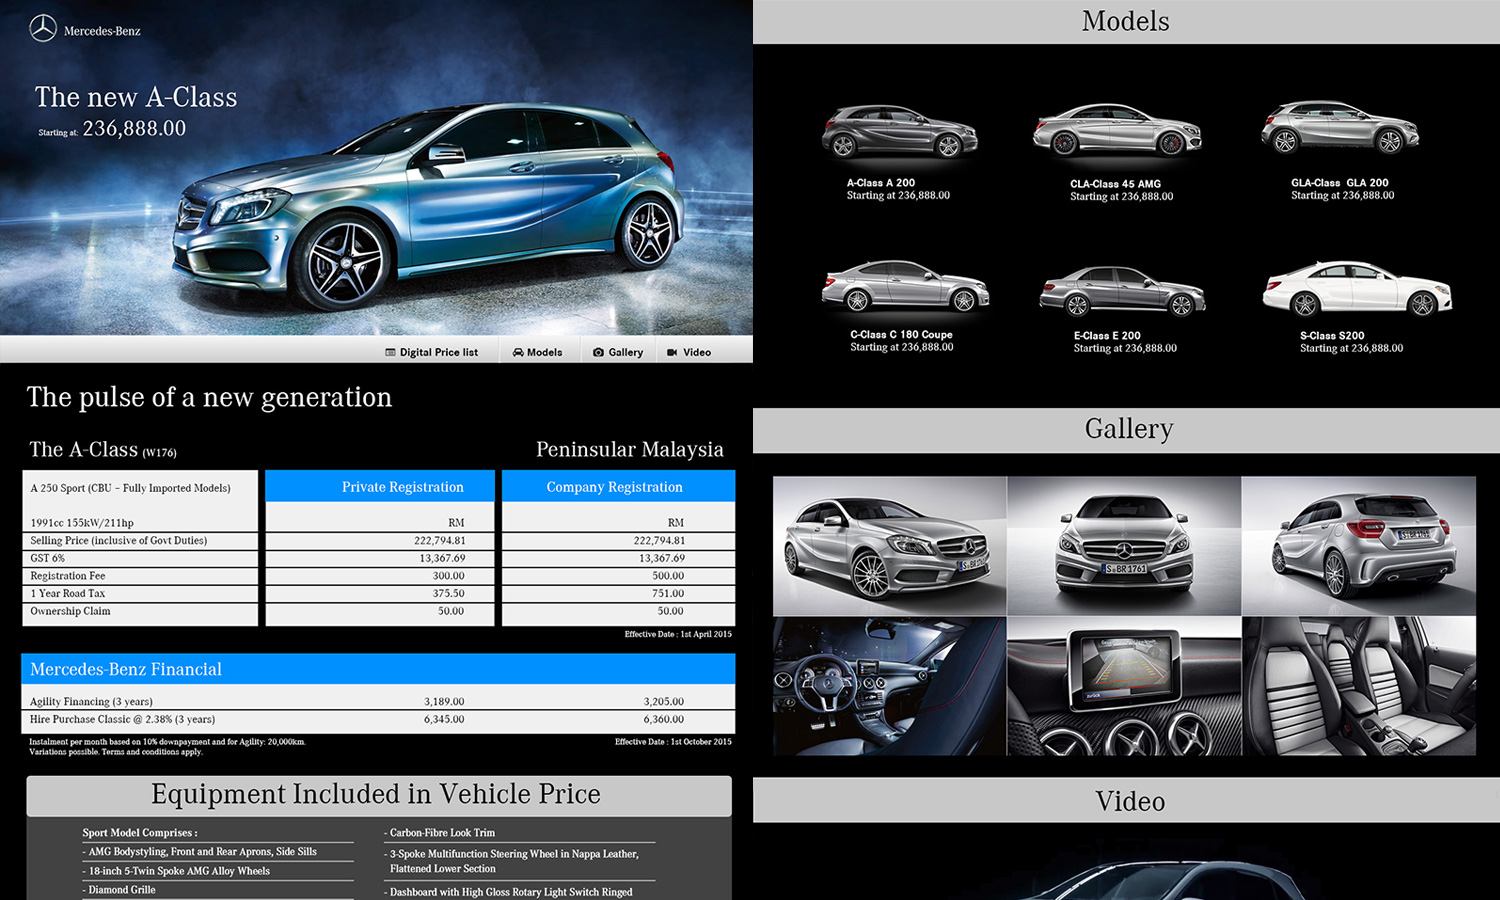 Mercedes-Benz
The new A-Class
Starting at: 236,888.00
Digital Price list
Models
Gallery
Video
The pulse of a new generation
The A-Class (W176)
Peninsular Malaysia
A 250 Sport (CBU – Fully Imported Models)
Private Registration
Company Registration
1991cc 155kW/211hp
RM
RM
Selling Price (inclusive of Govt Duties)
222,794.81
222,794.81
GST 6%
13,367.69
13,367.69
Registration Fee
300.00
500.00
1 Year Road Tax
375.50
751.00
Ownership Claim
50.00
50.00
Effective Date : 1st April 2015
Mercedes-Benz Financial
Agility Financing (3 years)
3,189.00
3,205.00
Hire Purchase Classic @ 2.38% (3 years)
6,345.00
6,360.00
Instalment per month based on 10% downpayment and for Agility: 20,000km.
Variations possible. Terms and conditions apply.
Effective Date : 1st October 2015
Equipment Included in Vehicle Price
Sport Model Comprises :
- AMG Bodystyling, Front and Rear Aprons, Side Sills
- 18-inch 5-Twin Spoke AMG Alloy Wheels
- Diamond Grille
- Carbon-Fibre Look Trim
- 3-Spoke Multifunction Steering Wheel in Nappa Leather,
Flattened Lower Section
- Dashboard with High Gloss Rotary Light Switch Ringed
Models
A-Class A 200
Starting at 236,888.00
CLA-Class 45 AMG
Starting at 236,888.00
GLA-Class GLA 200
Starting at 236,888.00
C-Class C 180 Coupe
Starting at 236,888.00
E-Class E 200
Starting at 236,888.00
S-Class S200
Starting at 236,888.00
Gallery
S BR 1761
zurück
Video